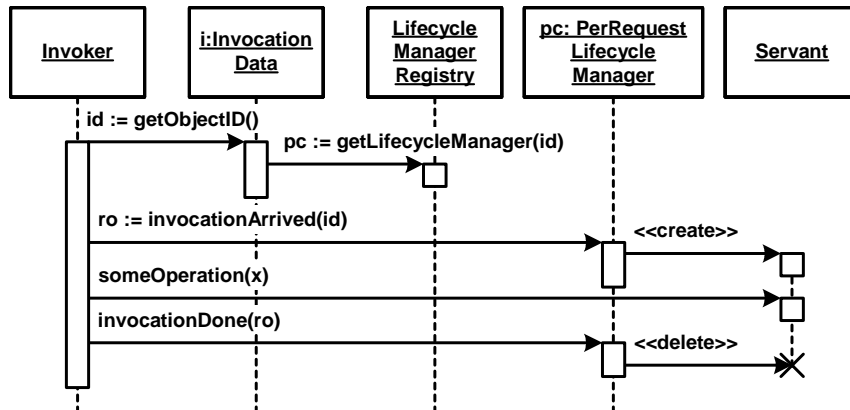 Invoker
i:Invocation
Data
Lifecycle
Manager
Registry
pc: PerRequest
Lifecycle
Manager
Servant
id := getObjectID()
pc := getLifecycleManager(id)
ro := invocationArrived(id)
<<create>>
someOperation(x)
invocationDone(ro)
<<delete>>